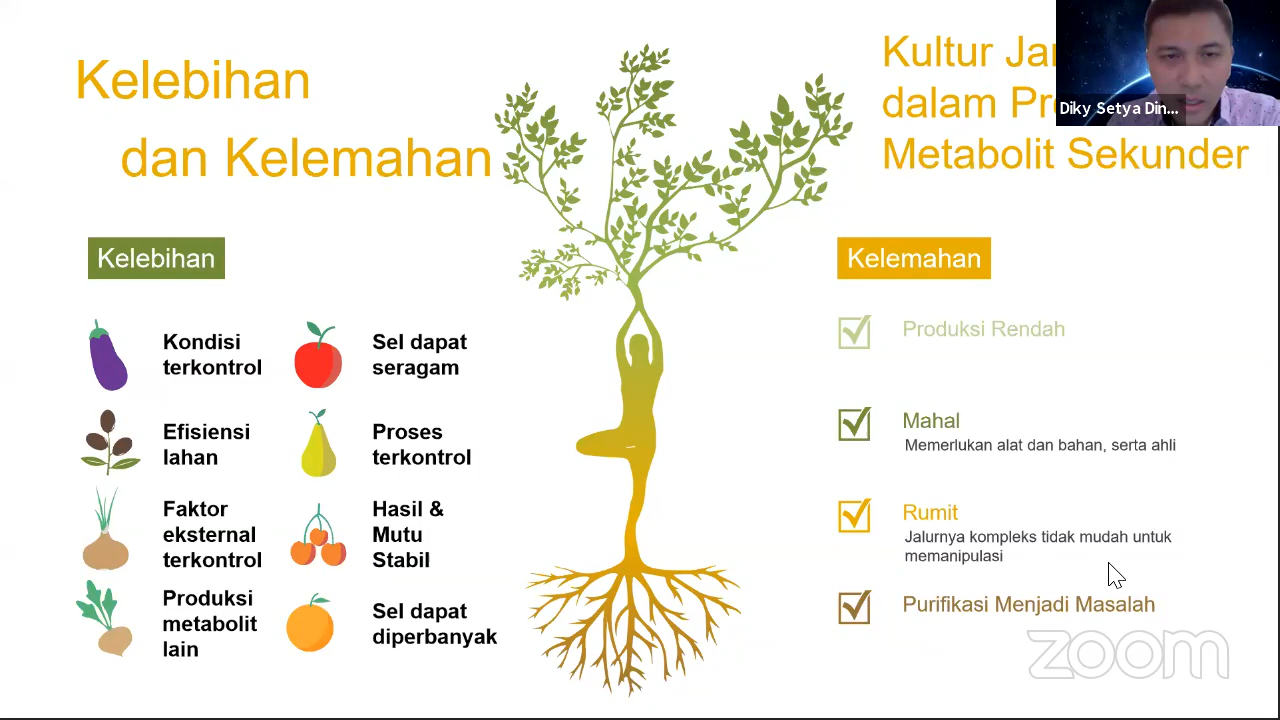 Kelebihan
dan Kelemahan
Kultur
dalam
Metabolit Sekunder
Diky Setya Din...
Kelebihan
Kondisi
terkontrol
Efisiensi
lahan
Faktor
eksternal
terkontrol
Produksi
metabolit
lain
Sel dapat
seragam
Proses
terkontrol
Hasil &
Mutu
Stabil
Sel dapat
diperbanyak
Kelemahan
Produksi Rendah
Mahal
Memerlukan alat dan bahan, serta ahli
Rumit
Jalurnya kompleks tidak mudah untuk
memanipulasi
Purifikasi Menjadi Masalah
zoom